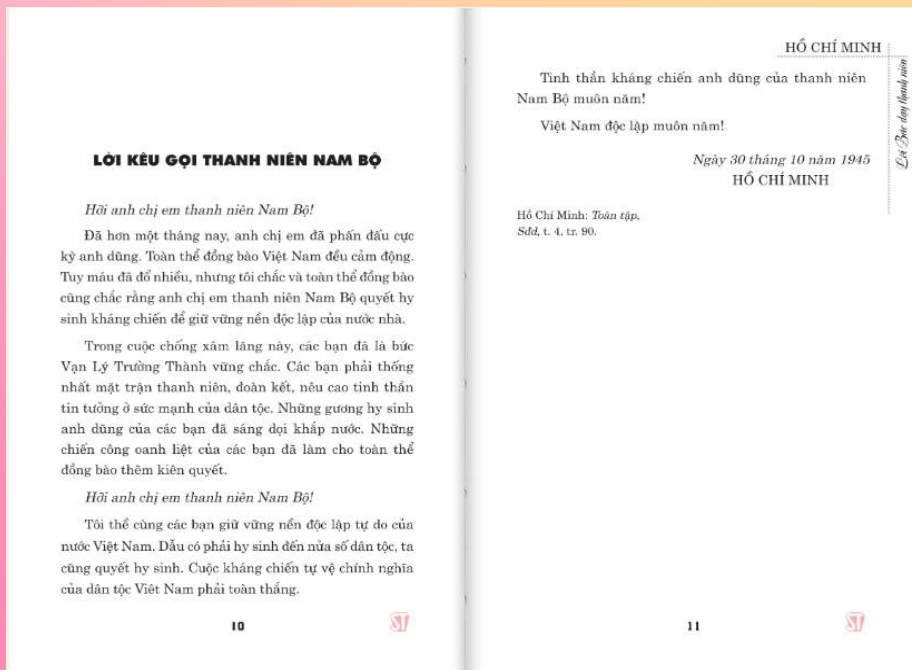 LỜI KÊU GỌI THANH NIÊN NAM BỘ
Hỡi anh chị em thanh niên Nam Bộ!
Đã hơn một tháng nay, anh chị em đã phấn đấu cực
kỳ anh dũng. Toàn thể đồng bào Việt Nam đều cảm động.
Tuy máu đã đổ nhiều, nhưng tôi chắc và toàn thể đồng bào
cũng chắc rằng anh chị em thanh niên Nam Bộ quyết hy
sinh kháng chiến để giữ vững nền độc lập của nước nhà.
Trong cuộc chống xâm lăng này, các bạn đã là bức
Vạn Lý Trường Thành vững chắc. Các bạn phải thống
nhất mặt trận thanh niên, đoàn kết, nêu cao tinh thần
tin tưởng ở sức mạnh của dân tộc. Những gương hy sinh
anh dũng của các bạn đã sáng dọi khắp nước. Những
chiến công oanh liệt của các bạn đã làm cho toàn thể
đồng bào thêm kiên quyết.
Hỡi anh chị em thanh niên Nam Bộ!
Tôi thề cùng các bạn giữ vững nền độc lập tự do của
nước Việt Nam. Dẫu có phải hy sinh đến nửa số dân tộc, ta
cũng quyết hy sinh. Cuộc kháng chiến tự vệ chính nghĩa
của dân tộc Việt Nam phải toàn thắng.
10
ST
HỒ CHÍ MINH
Lời Bác dạy thanh niên
Tinh thần kháng chiến anh dũng của thanh niên
Nam Bộ muôn năm!
Việt Nam độc lập muôn năm!
Ngày 30 tháng 10 năm 1945
HỒ CHÍ MINH
Hồ Chí Minh: Toàn tập,
Sđd, t. 4, tr. 90.
11
ST